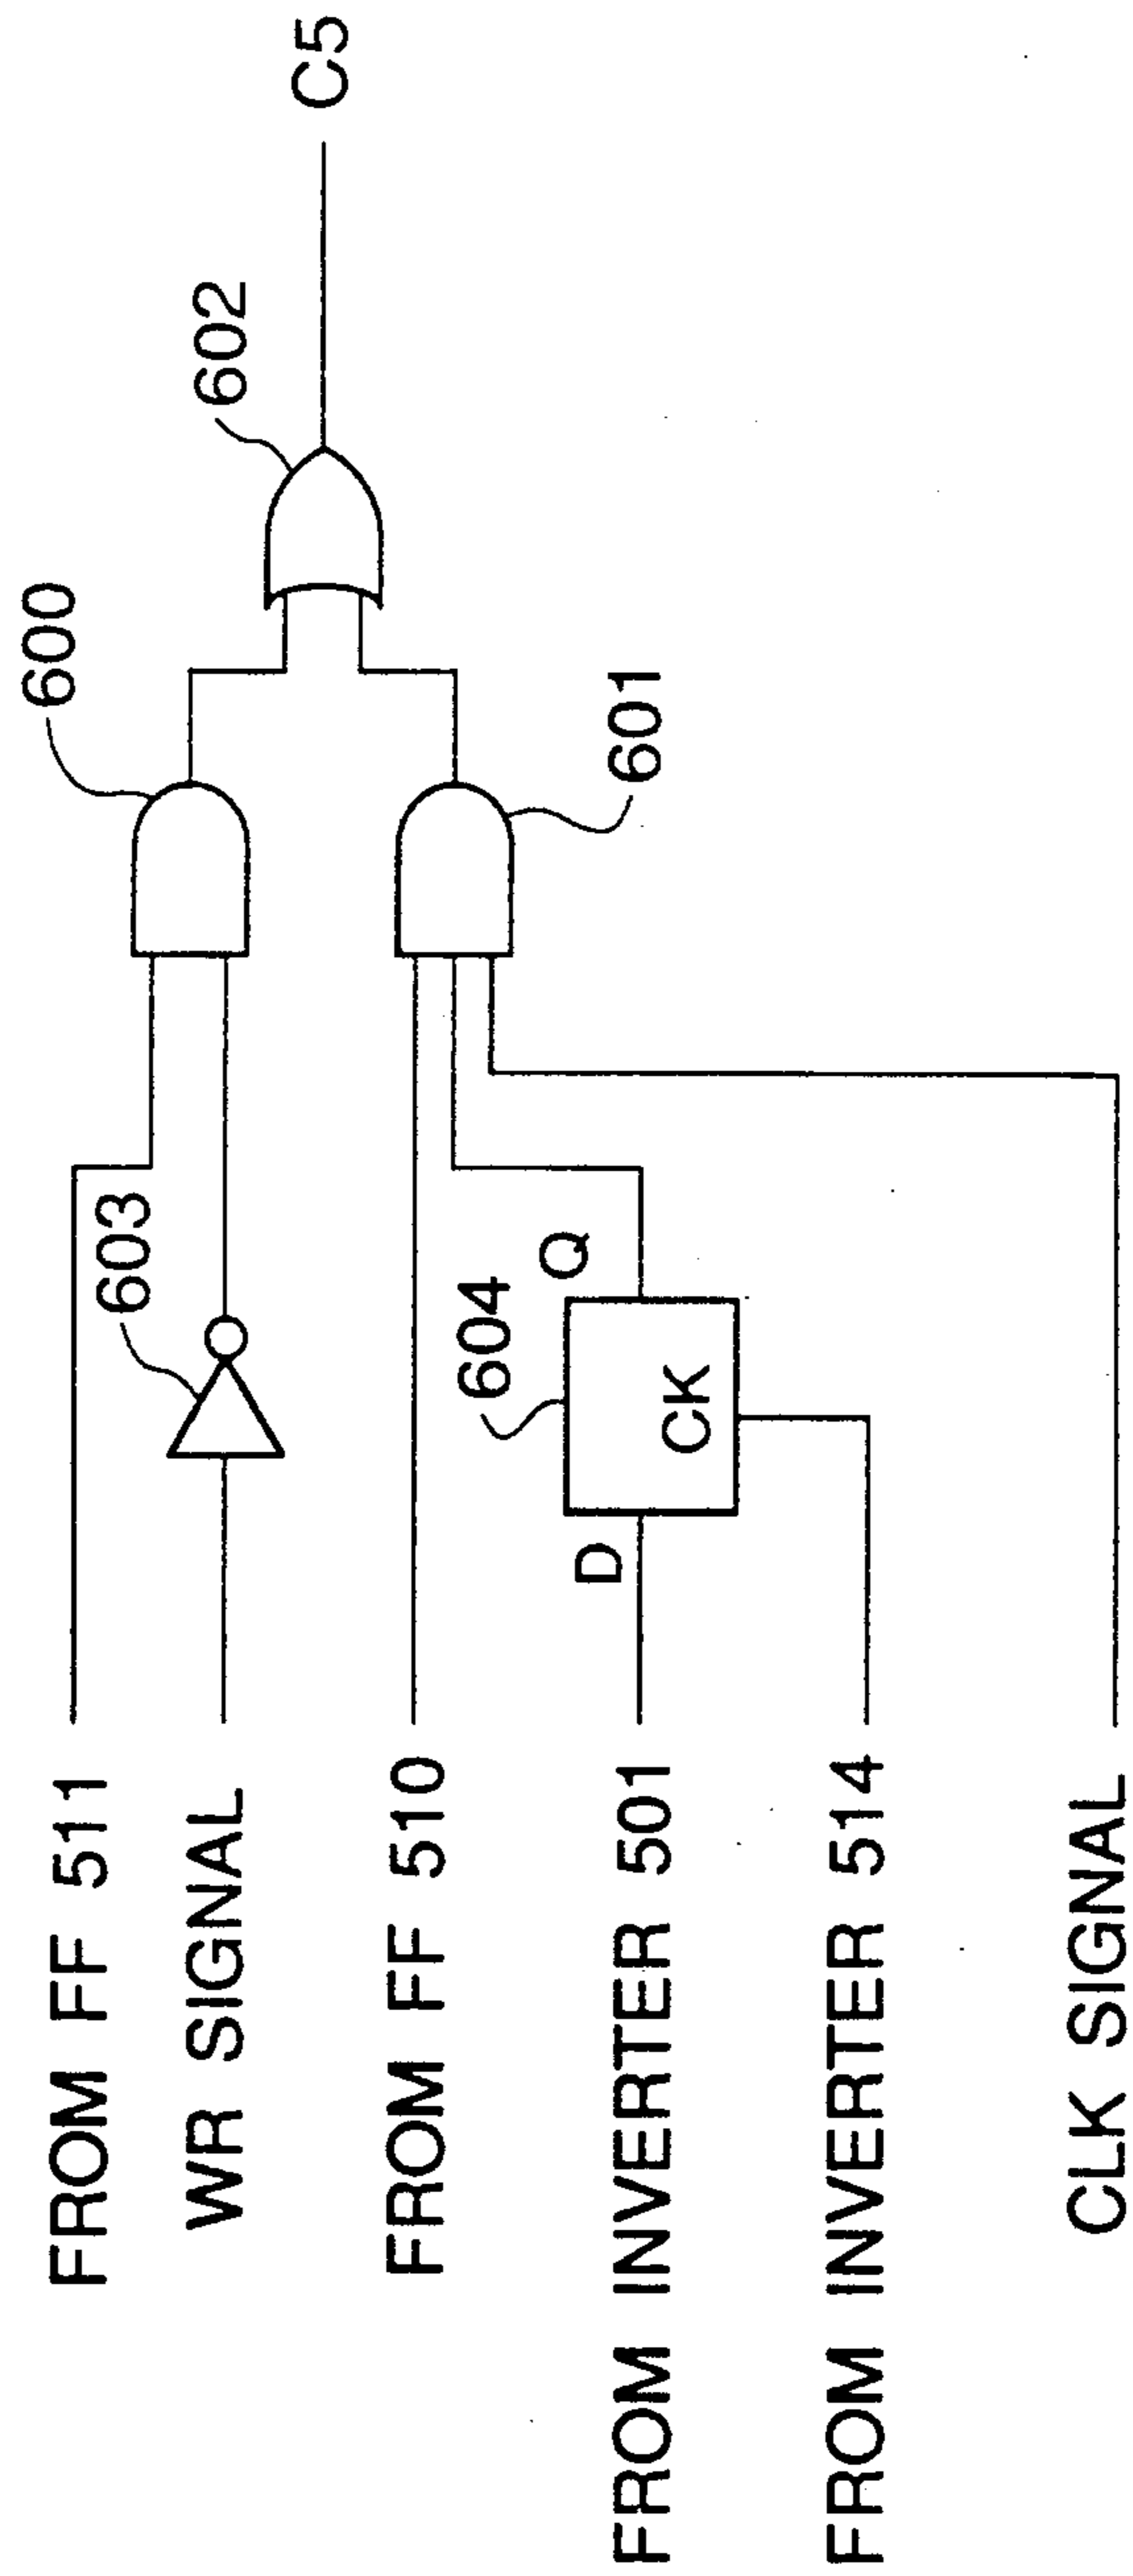 FROM FF 511
WR SIGNAL
FROM FF 510
FROM INVERTER 501
FROM INVERTER 514
CLK SIGNAL
603
D
604
CK
Q
600
601
602
C5